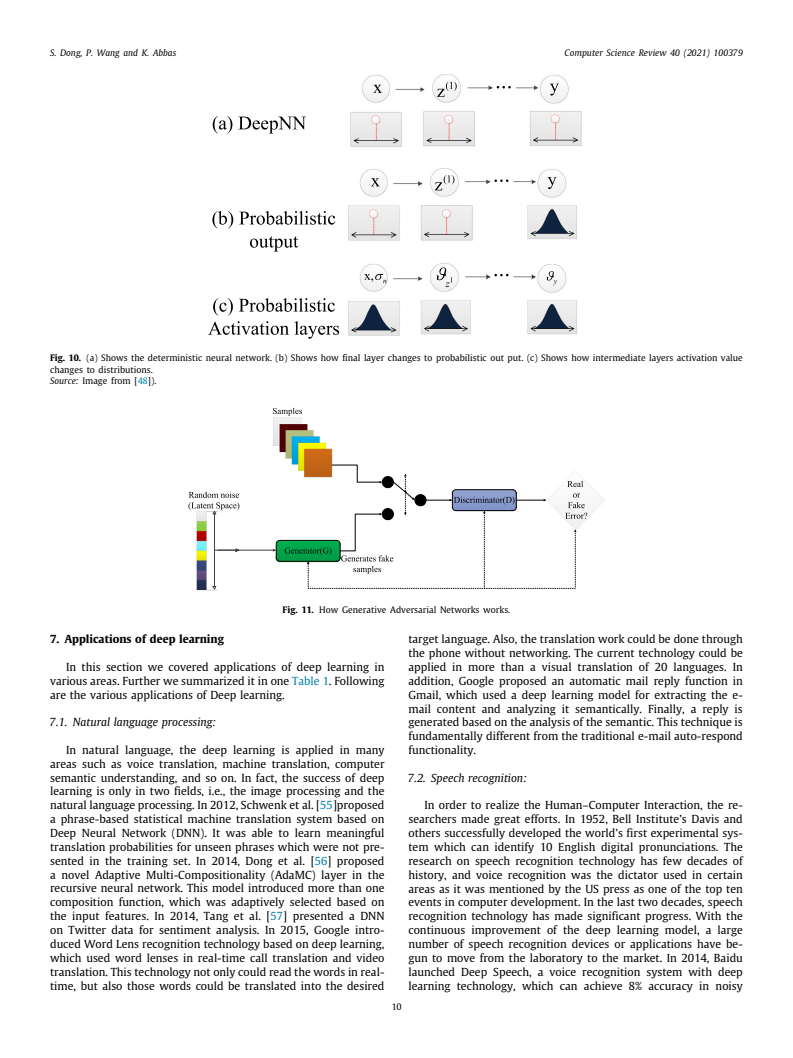 S. Dong, P. Wang and K. Abbas
Computer Science Review 40 (2021) 100379
x z(1) ··· y
(a) DeepNN
x z(1) ··· y
(b) Probabilistic
output
x,σn ϑz1 ··· ϑy
(c) Probabilistic
Activation layers
Fig. 10. (a) Shows the deterministic neural network. (b) Shows how final layer changes to probabilistic out put. (c) Shows how intermediate layers activation value
changes to distributions.
Source: Image from [48]).
Samples
Random noise
(Latent Space)
Generator(G)
Generates fake
samples
Discriminator(D)
Real
or
Fake
Error?
Fig. 11. How Generative Adversarial Networks works.
7. Applications of deep learning
In this section we covered applications of deep learning in
various areas. Further we summarized it in one Table 1. Following
are the various applications of Deep learning.
7.1. Natural language processing:
In natural language, the deep learning is applied in many
areas such as voice translation, machine translation, computer
semantic understanding, and so on. In fact, the success of deep
learning is only in two fields, i.e., the image processing and the
natural language processing. In 2012, Schwenk et al. [55]proposed
a phrase-based statistical machine translation system based on
Deep Neural Network (DNN). It was able to learn meaningful
translation probabilities for unseen phrases which were not pre-
sented in the training set. In 2014, Dong et al. [56] proposed
a novel Adaptive Multi-Compositionality (AdaMC) layer in the
recursive neural network. This model introduced more than one
composition function, which was adaptively selected based on
the input features. In 2014, Tang et al. [57] presented a DNN
on Twitter data for sentiment analysis. In 2015, Google intro-
duced Word Lens recognition technology based on deep learning,
which used word lenses in real-time call translation and video
translation. This technology not only could read the words in real-
time, but also those words could be translated into the desired
target language. Also, the translation work could be done through
the phone without networking. The current technology could be
applied in more than a visual translation of 20 languages. In
addition, Google proposed an automatic mail reply function in
Gmail, which used a deep learning model for extracting the e-
mail content and analyzing it semantically. Finally, a reply is
generated based on the analysis of the semantic. This technique is
fundamentally different from the traditional e-mail auto-respond
functionality.
7.2. Speech recognition:
In order to realize the Human–Computer Interaction, the re-
searchers made great efforts. In 1952, Bell Institute's Davis and
others successfully developed the world's first experimental sys-
tem which can identify 10 English digital pronunciations. The
research on speech recognition technology has few decades of
history, and voice recognition was the dictator used in certain
areas as it was mentioned by the US press as one of the top ten
events in computer development. In the last two decades, speech
recognition technology has made significant progress. With the
continuous improvement of the deep learning model, a large
number of speech recognition devices or applications have be-
gun to move from the laboratory to the market. In 2014, Baidu
launched Deep Speech, a voice recognition system with deep
learning technology, which can achieve 8% accuracy in noisy
10